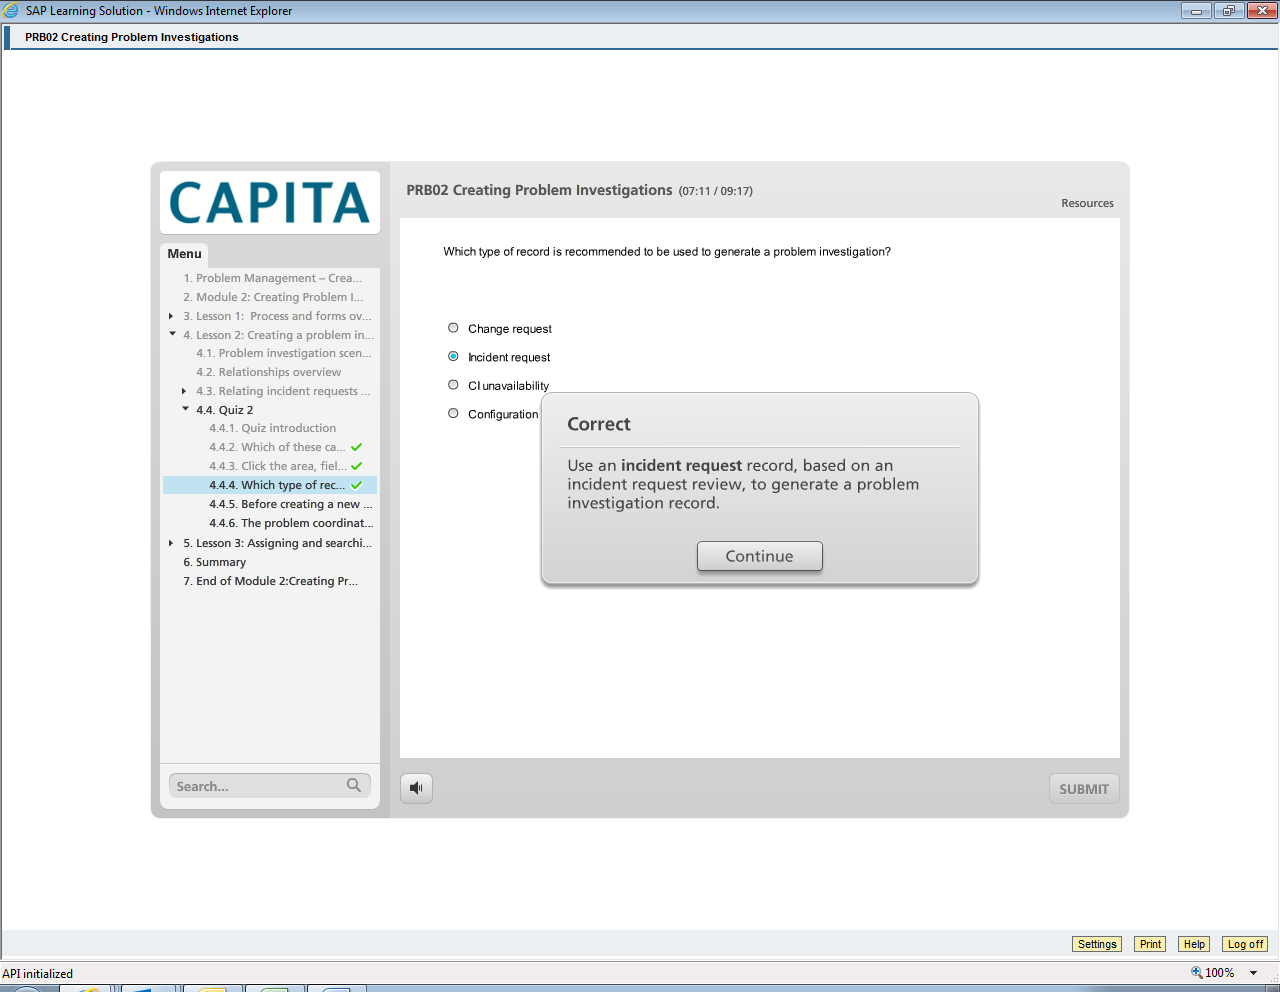 SAP Learning Solution - Windows Internet Explorer
PRB02 Creating Problem Investigations
CAPITA
PRB02 Creating Problem Investigations (07:11 / 09:17)
Resources
Menu
1. Problem Management – Crea...
2. Module 2: Creating Problem I...
3. Lesson 1: Process and forms ov...
4. Lesson 2: Creating a problem in...
4.1. Problem investigation scen...
4.2. Relationships overview
4.3. Relating incident requests ...
4.4. Quiz 2
4.4.1. Quiz introduction
4.4.2. Which of these ca...
4.4.3. Click the area, fiel...
4.4.4. Which type of rec...
4.4.5. Before creating a new ...
4.4.6. The problem coordinat...
5. Lesson 3: Assigning and searchi...
6. Summary
7. End of Module 2:Creating Pr...
Search...
Which type of record is recommended to be used to generate a problem investigation?
Change request
Incident request
CI unavailability
Configuration
Correct
Use an incident request record, based on an
incident request review, to generate a problem
investigation record.
Continue
SUBMIT
Settings
Print
Help
Log off
API initialized
100%